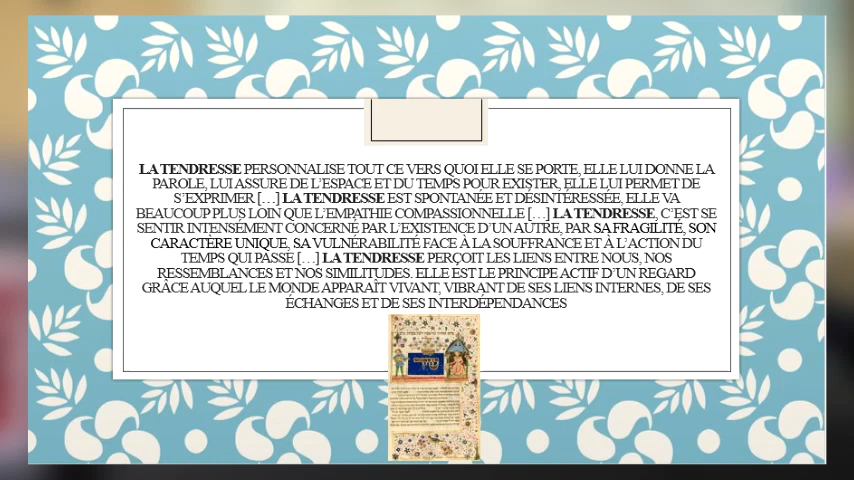 LA TENDRESSE PERSONNALISE TOUT CE VERS QUOI ELLE SE PORTE, ELLE LUI DONNE LA
PAROLE, LUI ASSURE DE L'ESPACE ET DU TEMPS POUR EXISTER, ELLE LUI PERMET DE
S'EXPRIMER […] LA TENDRESSE EST SPONTANÉE ET DÉSINTÉRESSÉE, ELLE VA
BEAUCOUP PLUS LOIN QUE L'EMPATHIE COMPASSIONNELLE […] LA TENDRESSE, C'EST SE
SENTIR INTENSÉMENT CONCERNÉ PAR L'EXISTENCE D'UN AUTRE, PAR SA FRAGILITÉ, SON
CARACTÈRE UNIQUE, SA VULNÉRABILITÉ FACE À LA SOUFFRANCE ET À L'ACTION DU
TEMPS QUI PASSE […] LA TENDRESSE PERÇOIT LES LIENS ENTRE NOUS, NOS
RESSEMBLANCES ET NOS SIMILITUDES. ELLE EST LE PRINCIPE ACTIF D'UN REGARD
GRÂCE AUQUEL LE MONDE APPARAÎT VIVANT, VIBRANT DE SES LIENS INTERNES, DE SES
ÉCHANGES ET DE SES INTERDÉPENDANCES